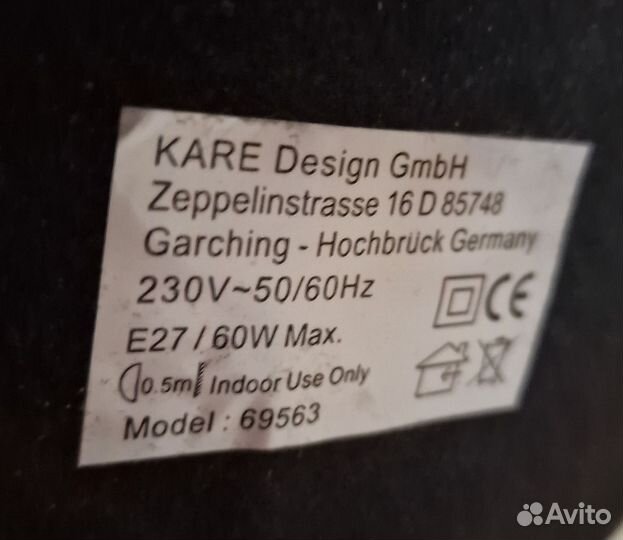 KARE Design GmbH
Zeppelinstrasse 16 D 85748
Garching - Hochbrück Germany
230V~50/60Hz
CE
E27 / 60W Max.
0.5m Indoor Use Only
Model : 69563
Avito